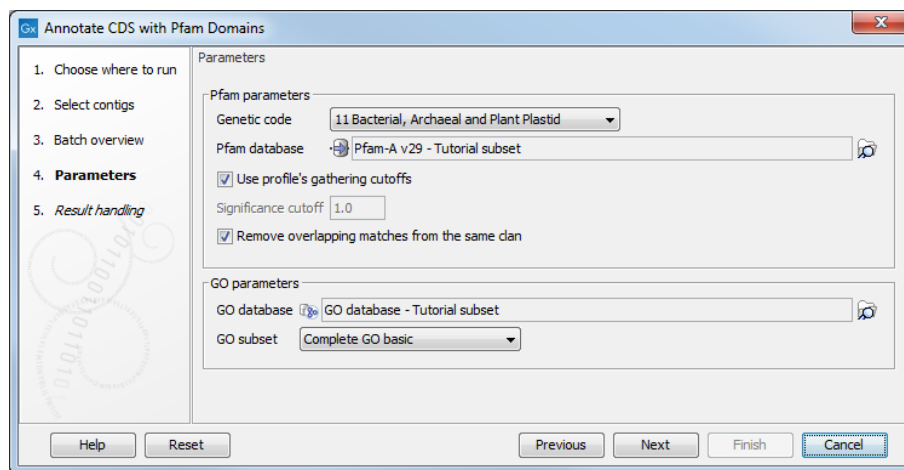 Gx Annotate CDS with Pfam Domains
1. Choose where to run
2. Select contigs
3. Batch overview
4. Parameters
5. Result handling
Parameters
Pfam parameters
Genetic code 11 Bacterial, Archaeal and Plant Plastid
Pfam database Pfam-A v29 - Tutorial subset
Use profile's gathering cutoffs
Significance cutoff 1.0
Remove overlapping matches from the same clan
GO parameters
GO database GO database - Tutorial subset
GO subset Complete GO basic
Help Reset Previous Next Finish Cancel